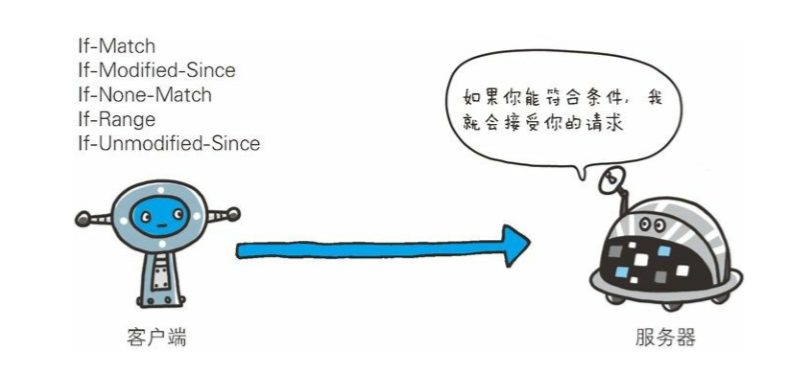 If-Match
If-Modified-Since
If-None-Match
If-Range
If-Unmodified-Since
如果你能符合条件，我
就会接受你的请求
客户端
服务器